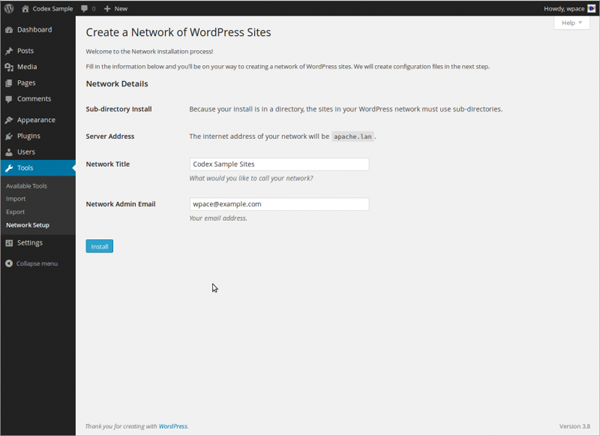 Codex Sample 0 + New Howdy, wpace
Help
Dashboard
Posts
Media
Pages
Comments
Appearance
Plugins
Users
Tools
Available Tools
Import
Export
Network Setup
Settings
Collapse menu
Create a Network of WordPress Sites
Welcome to the Network installation process!
Fill in the information below and you'll be on your way to creating a network of WordPress sites. We will create configuration files in the next step.
Network Details
Sub-directory Install Because your install is in a directory, the sites in your WordPress network must use sub-directories.
Server Address The internet address of your network will be apache.lan.
Network Title Codex Sample Sites
What would you like to call your network?
Network Admin Email wpace@example.com
Your email address.
Install
Thank you for creating with WordPress. Version 3.8